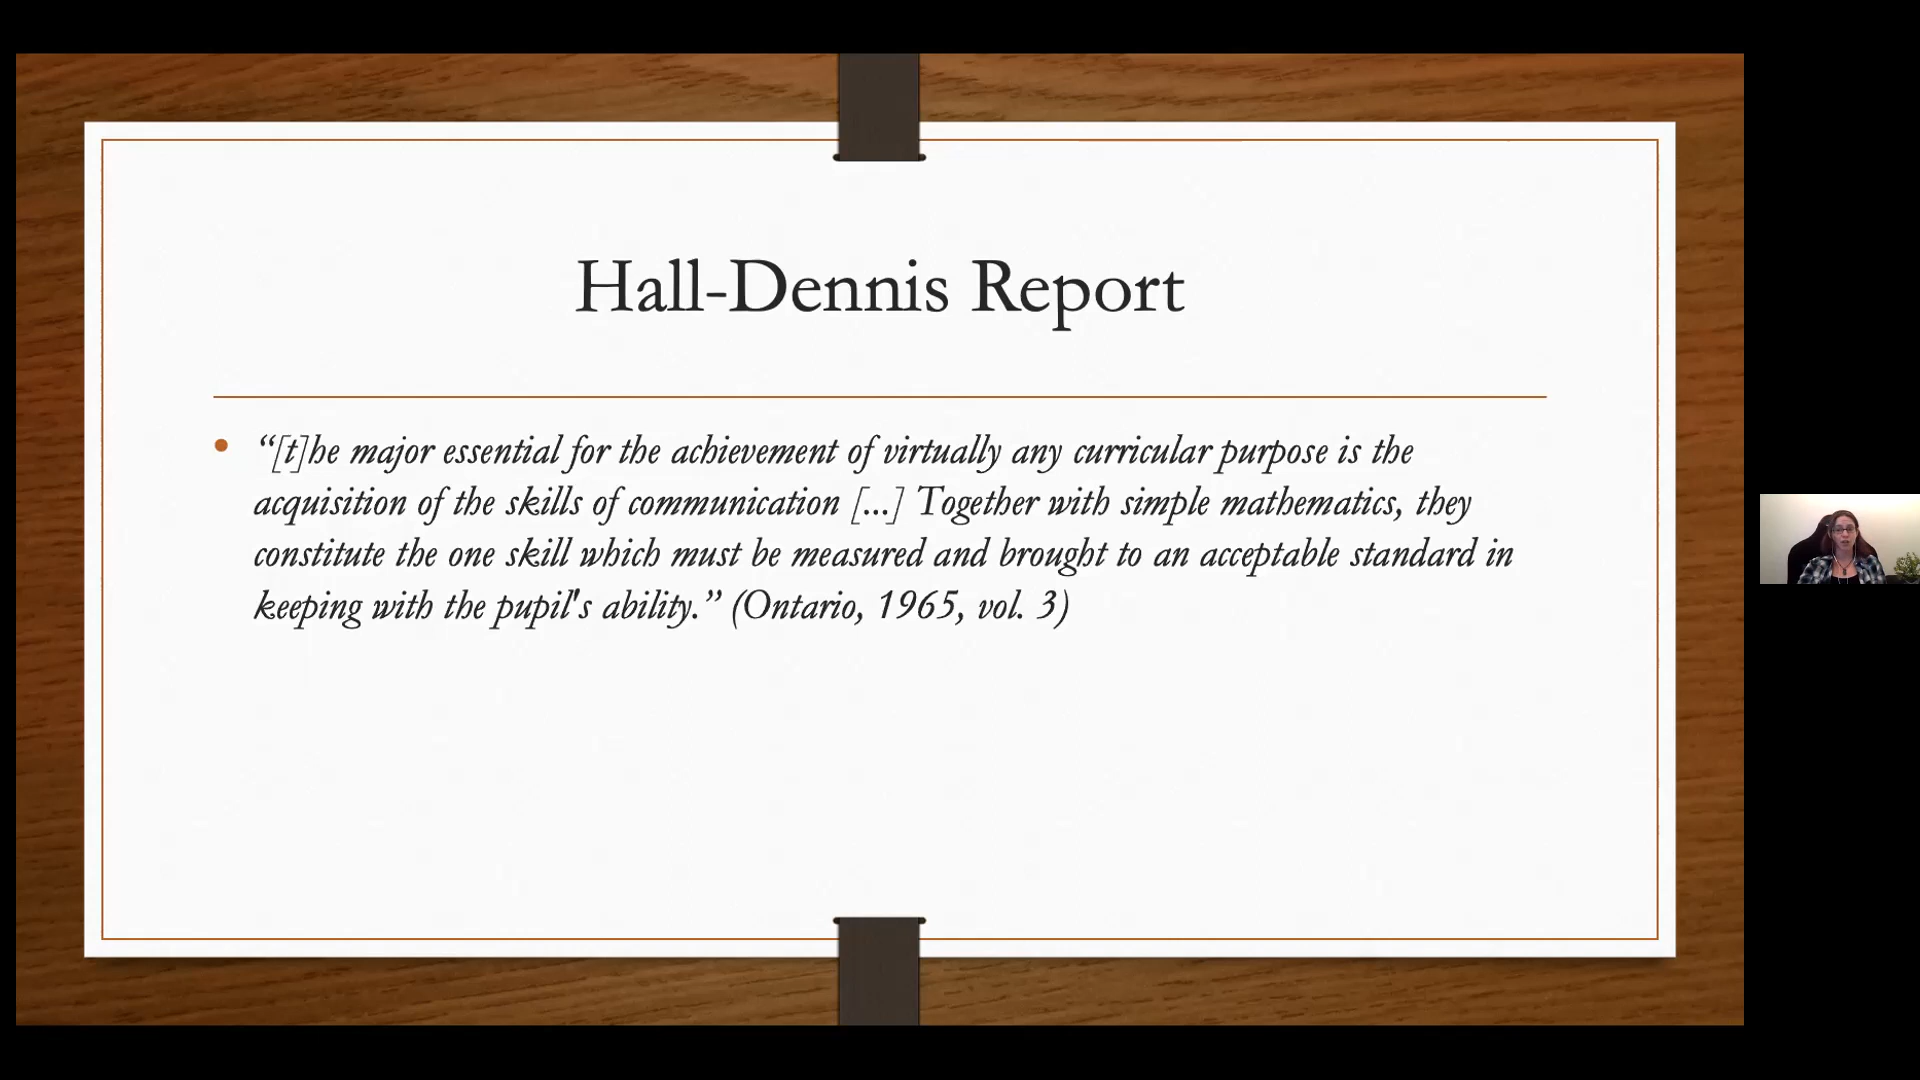 Hall-Dennis Report
• “[t]he major essential for the achievement of virtually any curricular purpose is the
acquisition of the skills of communication [...] Together with simple mathematics, they
constitute the one skill which must be measured and brought to an acceptable standard in
keeping with the pupil's ability.” (Ontario, 1965, vol. 3)